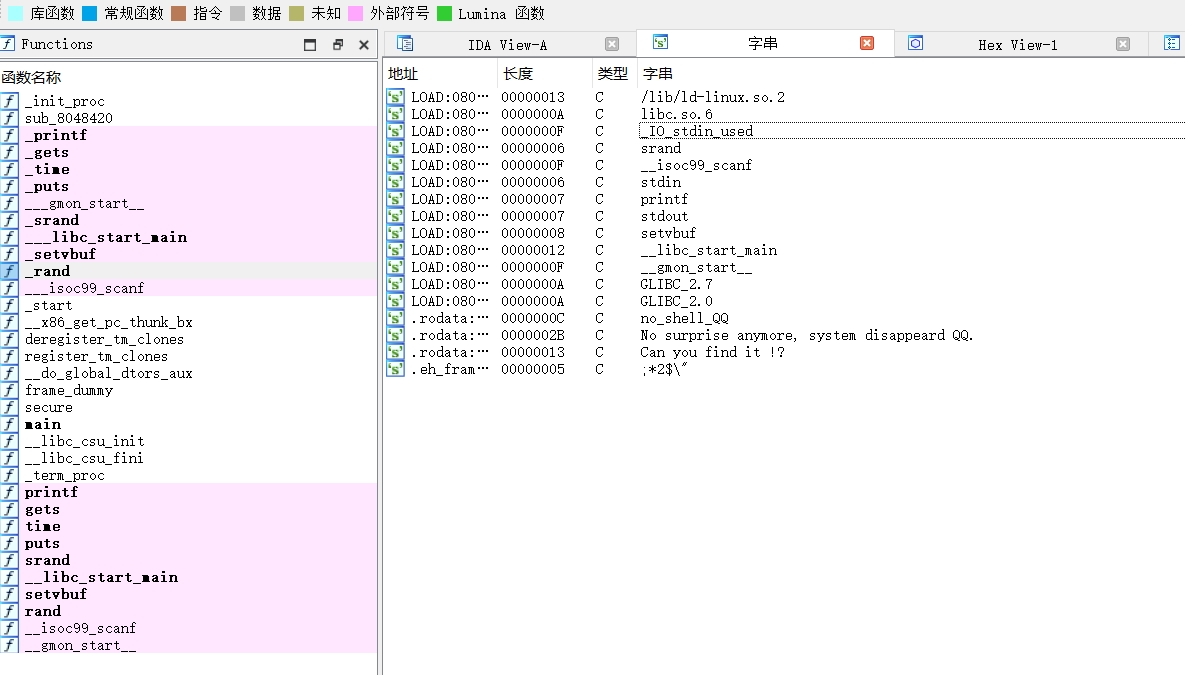 库函数 常规函数 指令 数据 未知 外部符号 Lumina 函数
Functions
函数名称
_init_proc
sub_8048420
_printf
_gets
_time
_puts
___gmon_start__
_srand
___libc_start_main
_setvbuf
_rand
___isoc99_scanf
_start
__x86_get_pc_thunk_bx
deregister_tm_clones
register_tm_clones
__do_global_dtors_aux
frame_dummy
secure
main
__libc_csu_init
__libc_csu_fini
_term_proc
printf
gets
time
puts
srand
__libc_start_main
setvbuf
rand
__isoc99_scanf
__gmon_start__
IDA View-A 字串 Hex View-1
地址 长度 类型 字串
LOAD:080… 00000013 C /lib/ld-linux.so.2
LOAD:080… 0000000A C libc.so.6
LOAD:080… 0000000F C _IO_stdin_used
LOAD:080… 00000006 C srand
LOAD:080… 0000000F C __isoc99_scanf
LOAD:080… 00000006 C stdin
LOAD:080… 00000007 C printf
LOAD:080… 00000007 C stdout
LOAD:080… 00000008 C setvbuf
LOAD:080… 00000012 C __libc_start_main
LOAD:080… 0000000F C __gmon_start__
LOAD:080… 0000000A C GLIBC_2.7
LOAD:080… 0000000A C GLIBC_2.0
.rodata:… 0000000C C no_shell_QQ
.rodata:… 0000002B C No surprise anymore, system disappeard QQ.
.rodata:… 00000013 C Can you find it !?
.eh_fram… 00000005 C ;*2$\"